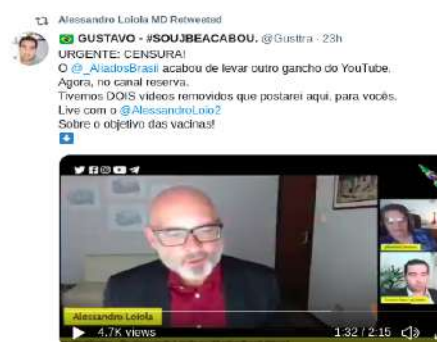 Alessandro Loiola MD Retweeted
GUSTAVO - #SOUJBEACABOU. @Gusttra · 23h
URGENTE: CENSURA!
O @_AliadosBrasil acabou de levar outro gancho do YouTube.
Agora, no canal reserva.
Tivemos DOIS vídeos removidos que postarei aqui, para vocês.
Live com o @AlessandroLoio2
Sobre o objetivo das vacinas!
Alessandro Loiola
4.7K views
1:32 / 2:15